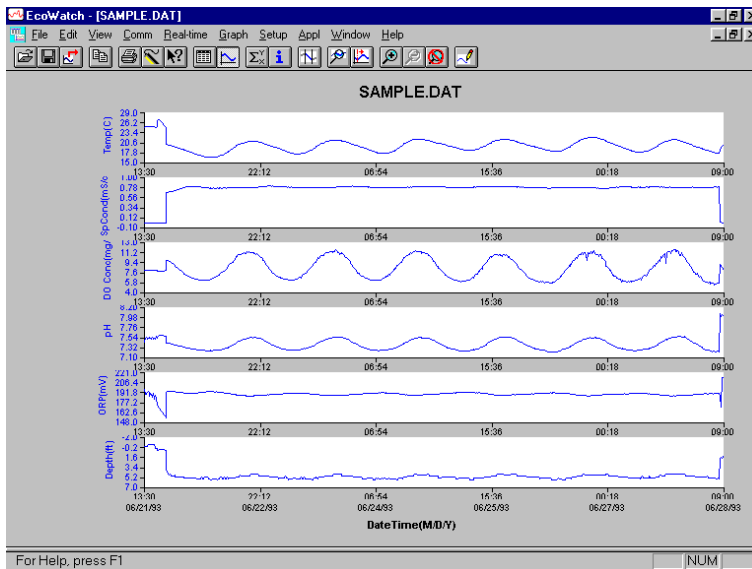 EcoWatch - [SAMPLE.DAT]
File Edit View Comm Real-time Graph Setup Appl Window Help
SAMPLE.DAT
Temp(C)
29.0
26.2
23.4
20.6
17.8
15.0
13:30 22:12 06:54 15:36 00:18 09:00
SpCond(mS/c
1.00
0.78
0.56
0.34
0.12
-0.10
13:30 22:12 06:54 15:36 00:18 09:00
DO Conc(mg/
13.0
11.2
9.4
7.6
5.8
4.0
13:30 22:12 06:54 15:36 00:18 09:00
pH
8.20
7.98
7.76
7.54
7.32
7.10
13:30 22:12 06:54 15:36 00:18 09:00
ORP(mV)
221.0
206.4
191.8
177.2
162.6
148.0
13:30 22:12 06:54 15:36 00:18 09:00
Depth(ft)
-2.0
-0.2
1.6
3.4
5.2
7.0
13:30 22:12 06:54 15:36 00:18 09:00
06/21/93 06/22/93 06/24/93 06/25/93 06/27/93 06/28/93
DateTime(M/D/Y)
For Help, press F1 NUM